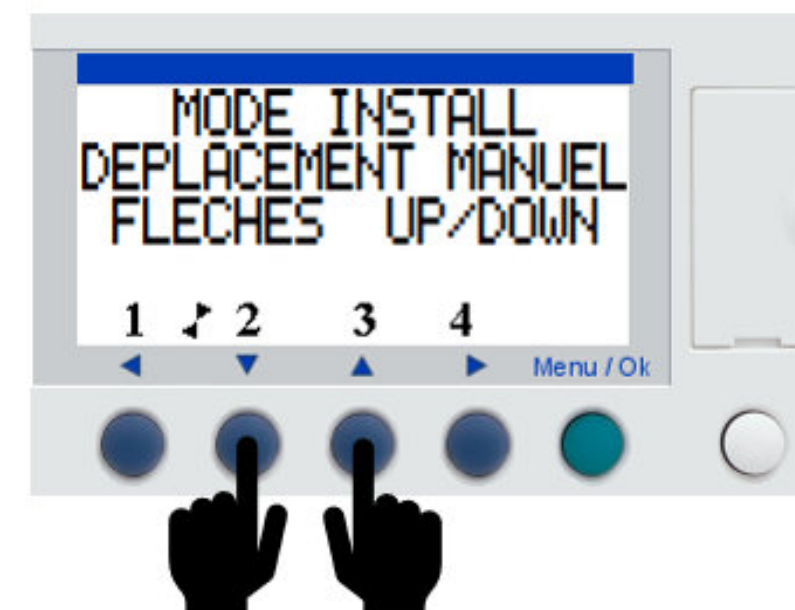 MODE INSTALL
DEPLACEMENT MANUEL
FLECHES UP/DOWN
1 2 3 4
Menu / Ok